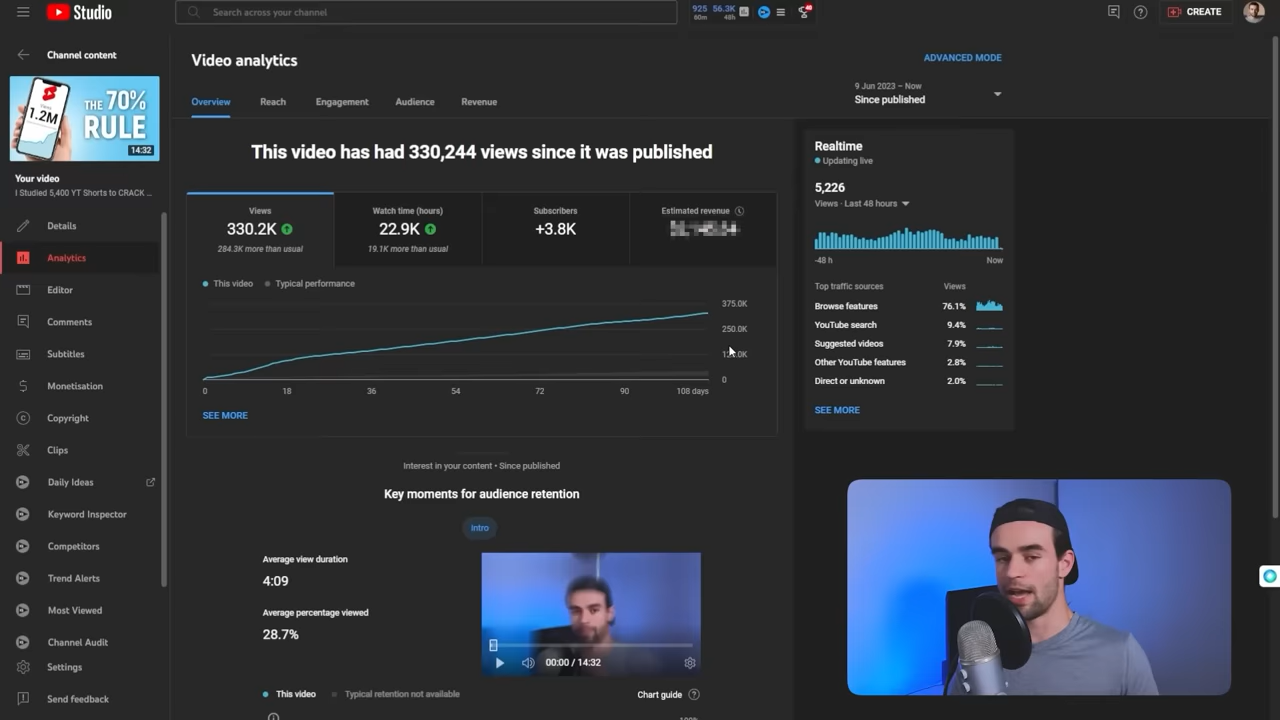 Studio
Search across your channel
925
60m
56.3K
48h
CREATE
Channel content
1.2M
THE 70%
RULE
14:32
Your video
I Studied 5,400 YT Shorts to CRACK ...
Details
Analytics
Editor
Comments
Subtitles
Monetisation
Copyright
Clips
Daily Ideas
Keyword Inspector
Competitors
Trend Alerts
Most Viewed
Channel Audit
Settings
Send feedback
Video analytics
ADVANCED MODE
9 Jun 2023 – Now
Since published
Overview
Reach
Engagement
Audience
Revenue
This video has had 330,244 views since it was published
Views
330.2K
284.3K more than usual
Watch time (hours)
22.9K
19.1K more than usual
Subscribers
+3.8K
Estimated revenue
This video
Typical performance
375.0K
250.0K
0
0
18
36
54
72
90
108 days
SEE MORE
Interest in your content • Since published
Key moments for audience retention
Intro
Average view duration
4:09
Average percentage viewed
28.7%
00:00 / 14:32
This video
Typical retention not available
Chart guide
Realtime
Updating live
5,226
Views · Last 48 hours
-48 h
Now
Top traffic sources
Views
Browse features
76.1%
YouTube search
9.4%
Suggested videos
7.9%
Other YouTube features
2.8%
Direct or unknown
2.0%
SEE MORE